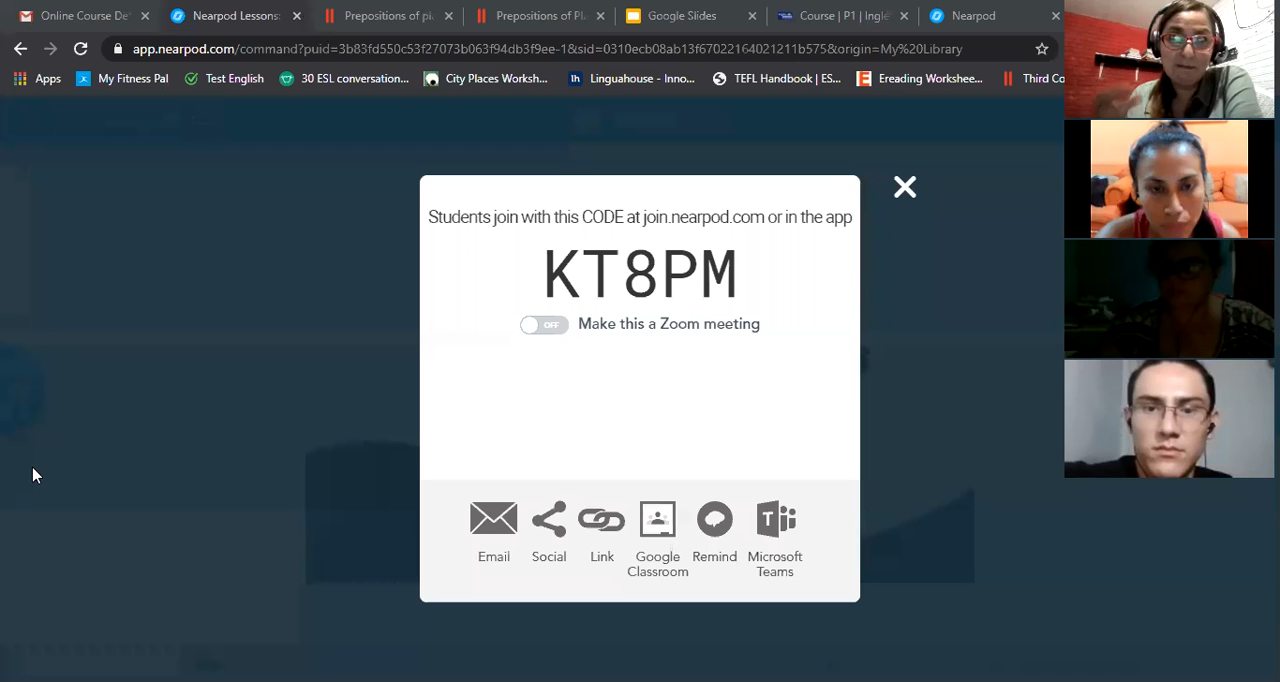 Online Course De
Nearpod Lessons:
Prepositions of pl
Prepositions of Pl
Google Slides
Course | P1 | Inglé
Nearpod
app.nearpod.com/command?puid=3b83fd550c53f27073b063f94db3f9ee-1&sid=0310ecb08ab13f67022164021211b575&origin=My%20Library
Apps
My Fitness Pal
Test English
30 ESL conversation...
City Places Worksh...
Linguahouse - Inno...
TEFL Handbook | ES...
Ereading Workshee...
Third Co
Students join with this CODE at join.nearpod.com or in the app
KT8PM
OFF Make this a Zoom meeting
Email
Social
Link
Google
Classroom
Remind
Microsoft
Teams